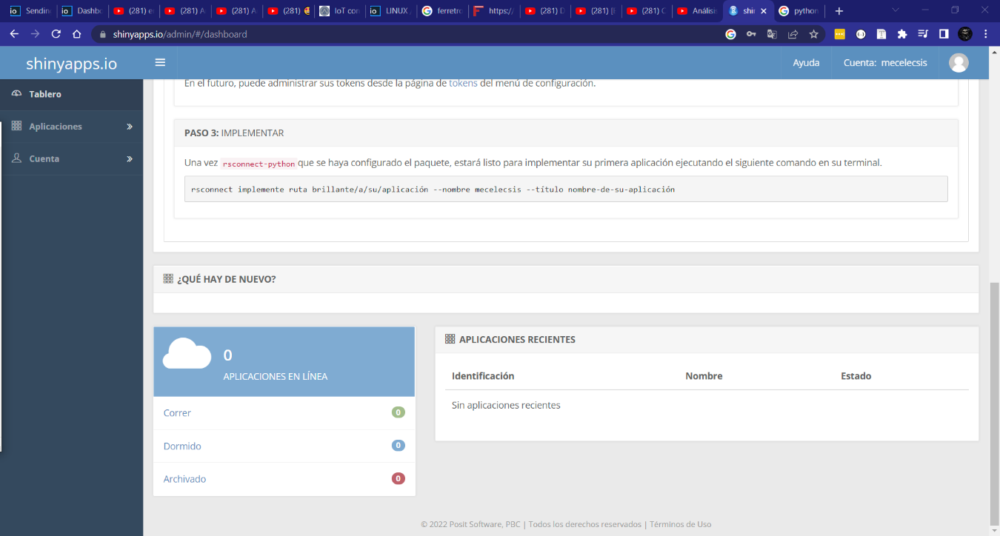 Sending
Dashbo
(281) e
(281) A
(281) A
(281)
IoT con
LINUX
ferretro
https:/
(281) D
(281) [
(281) C
Análisis
shin
python
shinyapps.io/admin/#/dashboard
shinyapps.io
Ayuda
Cuenta: mecelecsis
Tablero
Aplicaciones
Cuenta
En el futuro, puede administrar sus tokens desde la página de tokens del menú de configuración.
PASO 3: IMPLEMENTAR
Una vez rsconnect-python que se haya configurado el paquete, estará listo para implementar su primera aplicación ejecutando el siguiente comando en su terminal.
rsconnect implemente ruta brillante/a/su/aplicación --nombre mecelecsis --título nombre-de-su-aplicación
¿QUÉ HAY DE NUEVO?
0
APLICACIONES EN LÍNEA
Correr 0
Dormido 0
Archivado 0
APLICACIONES RECIENTES
Identificación Nombre Estado
Sin aplicaciones recientes
© 2022 Posit Software, PBC | Todos los derechos reservados | Términos de Uso